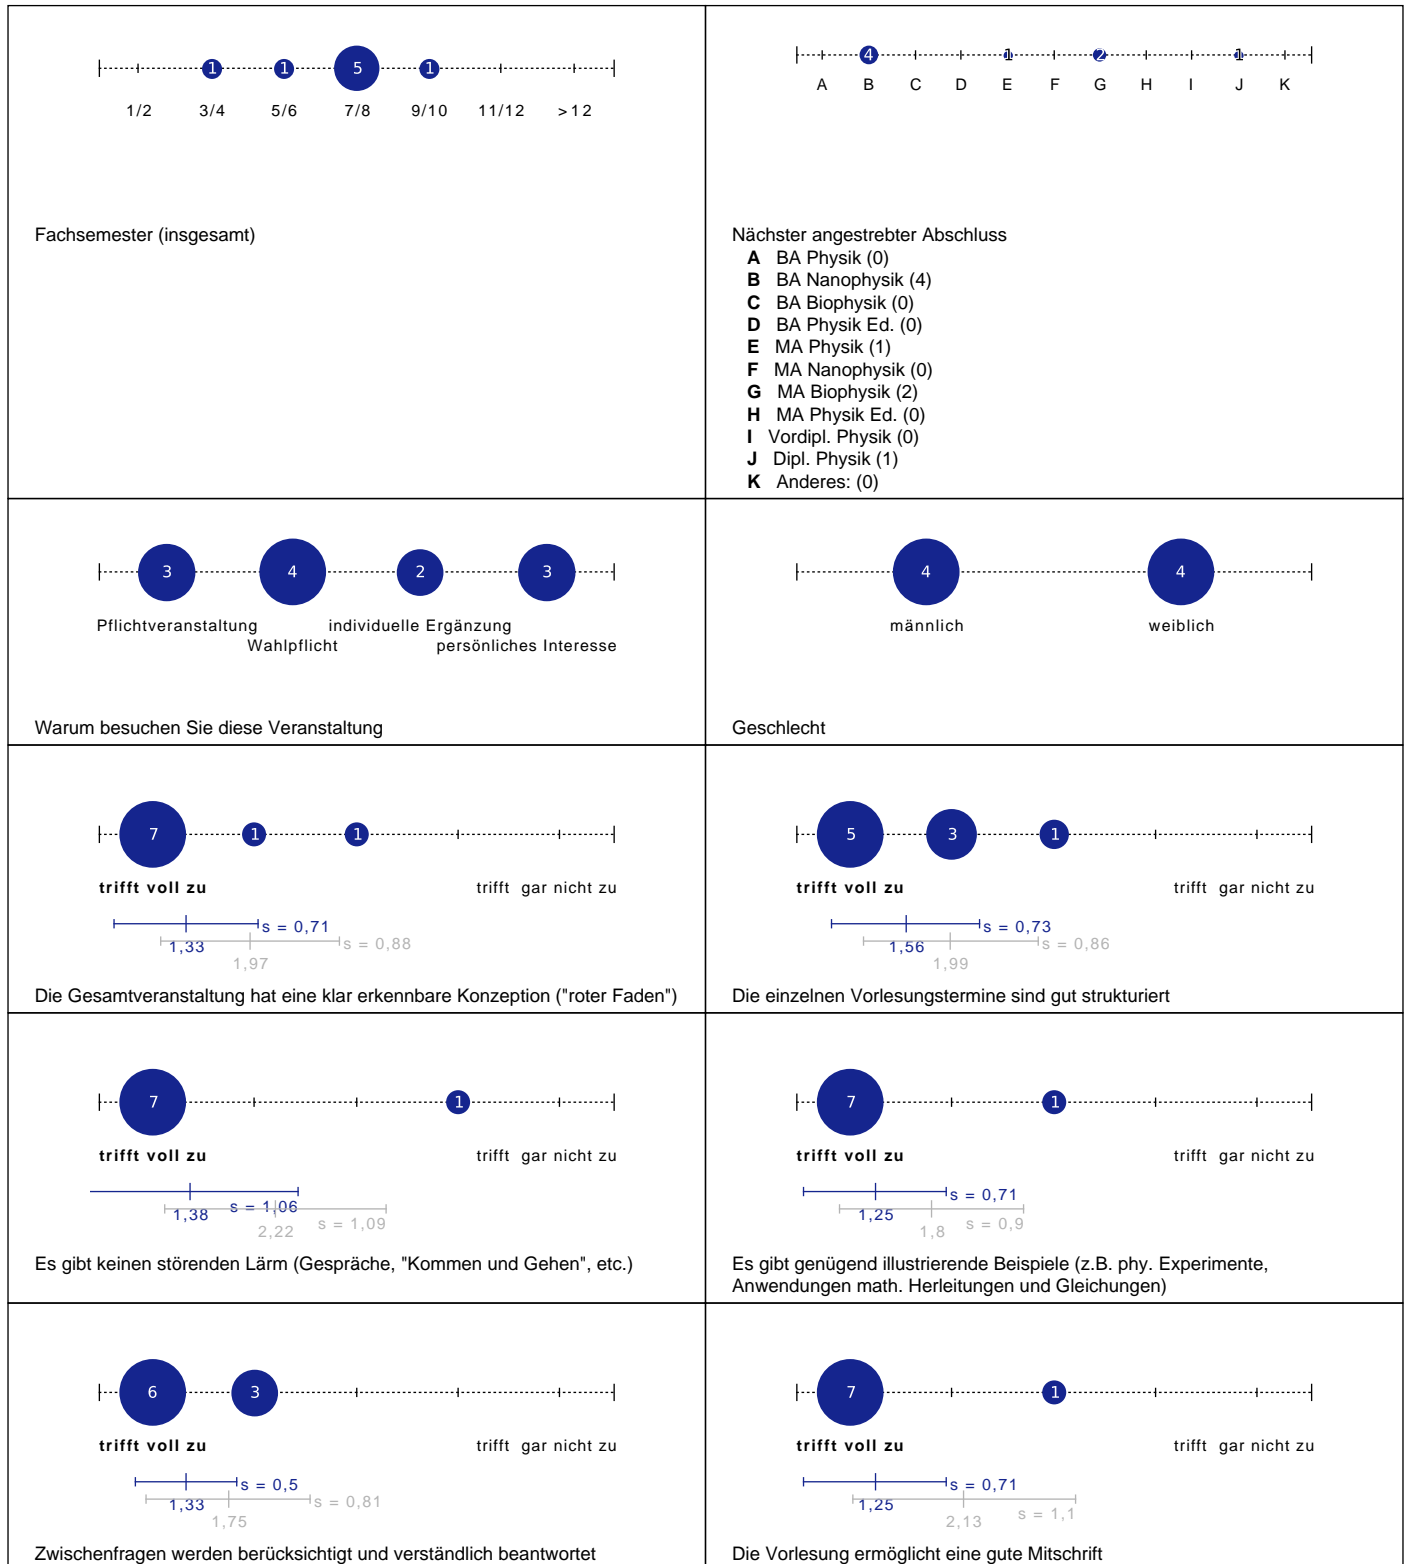 1 1 5 1
1/2 3/4 5/6 7/8 9/10 11/12 >12
Fachsemester (insgesamt)
4 1 2 1
A B C D E F G H I J K
Nächster angestrebter Abschluss
A BA Physik (0)
B BA Nanophysik (4)
C BA Biophysik (0)
D BA Physik Ed. (0)
E MA Physik (1)
F MA Nanophysik (0)
G MA Biophysik (2)
H MA Physik Ed. (0)
I Vordipl. Physik (0)
J Dipl. Physik (1)
K Anderes: (0)
3 4 2 3
Pflichtveranstaltung individuelle Ergänzung
Wahlpflicht persönliches Interesse
Warum besuchen Sie diese Veranstaltung
4 4
männlich weiblich
Geschlecht
7 1 1
trifft voll zu trifft gar nicht zu
s = 0,71
1,33 s = 0,88
1,97
Die Gesamtveranstaltung hat eine klar erkennbare Konzeption ("roter Faden")
5 3 1
trifft voll zu trifft gar nicht zu
s = 0,73
1,56 s = 0,86
1,99
Die einzelnen Vorlesungstermine sind gut strukturiert
7 1
trifft voll zu trifft gar nicht zu
1,38 s = 1,06
2,22 s = 1,09
Es gibt keinen störenden Lärm (Gespräche, "Kommen und Gehen", etc.)
7 1
trifft voll zu trifft gar nicht zu
s = 0,71
1,25
1,8 s = 0,9
Es gibt genügend illustrierende Beispiele (z.B. phy. Experimente,
Anwendungen math. Herleitungen und Gleichungen)
6 3
trifft voll zu trifft gar nicht zu
s = 0,5
1,33 s = 0,81
1,75
Zwischenfragen werden berücksichtigt und verständlich beantwortet
7 1
trifft voll zu trifft gar nicht zu
s = 0,71
1,25
2,13 s = 1,1
Die Vorlesung ermöglicht eine gute Mitschrift